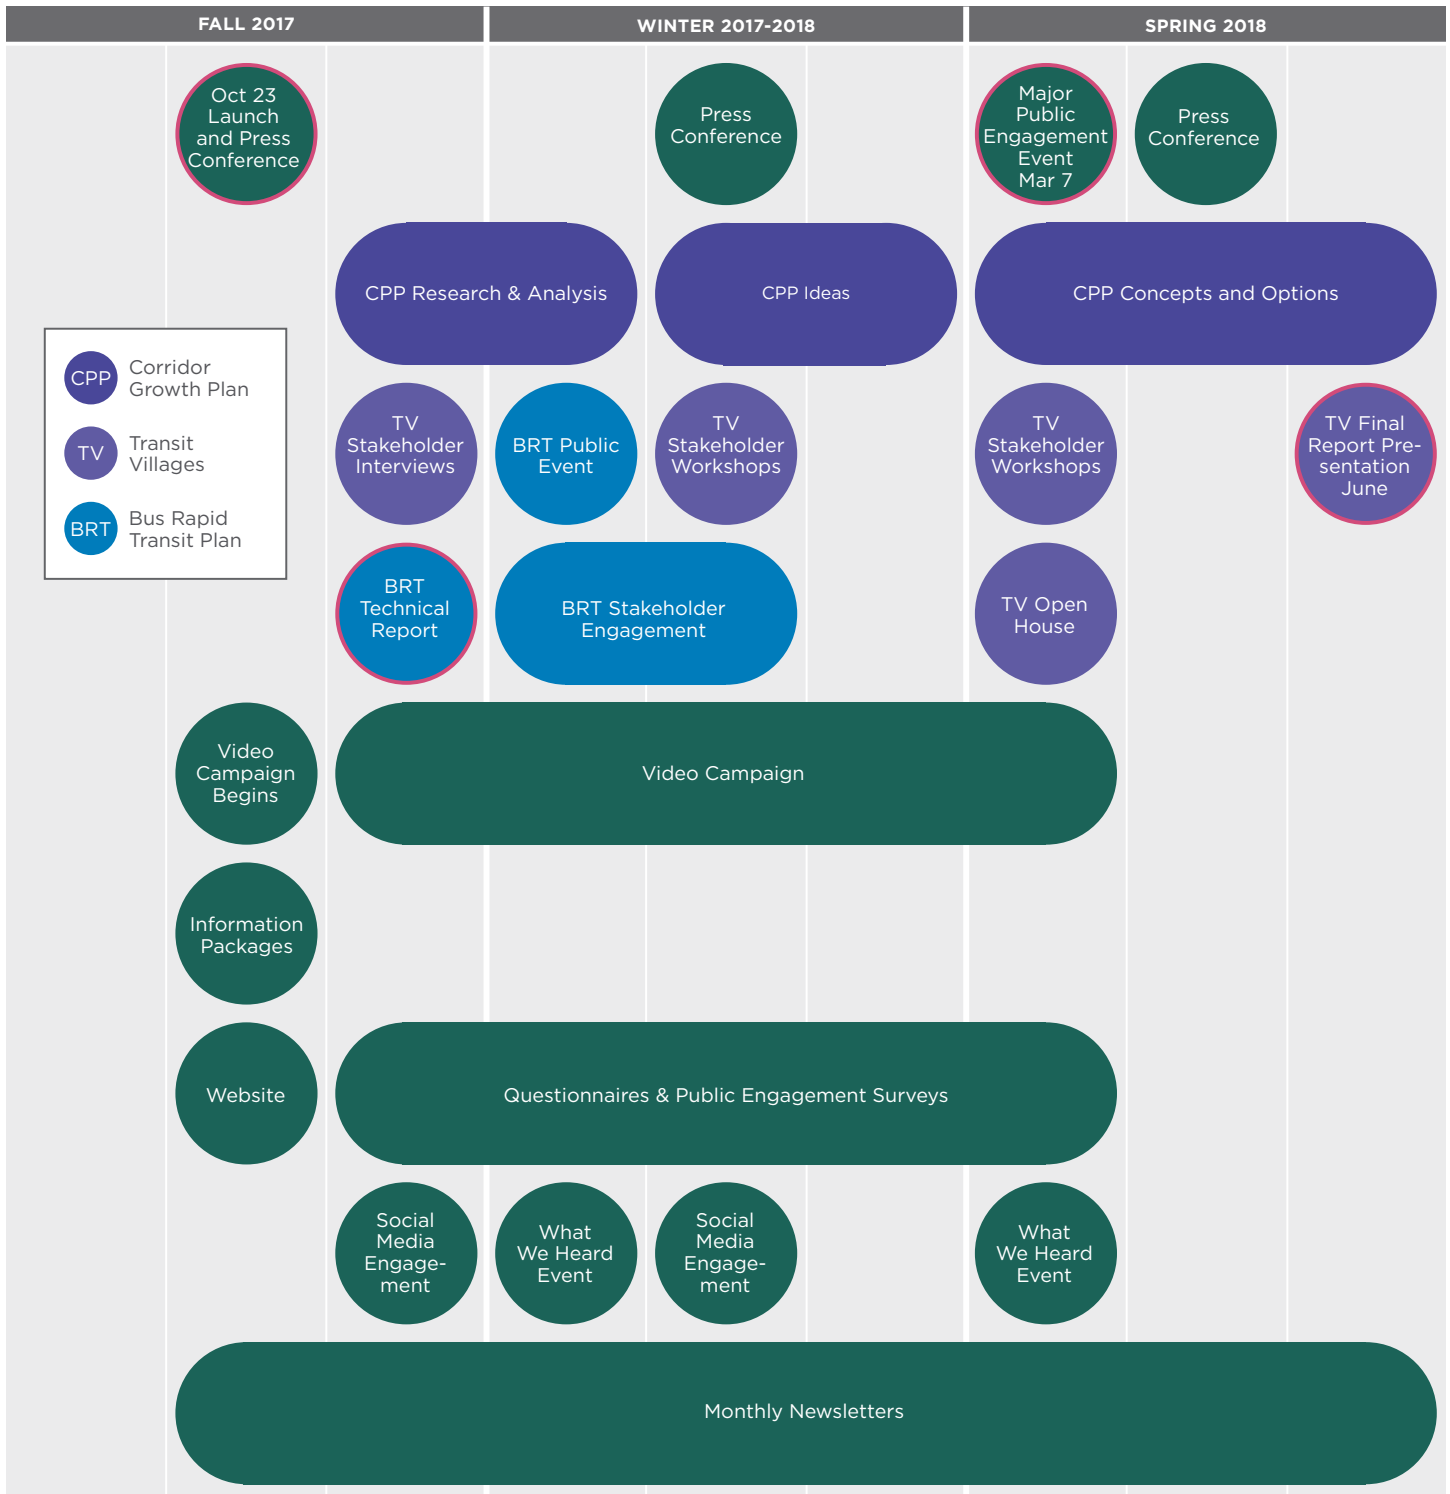 FALL 2017
WINTER 2017-2018
SPRING 2018
Oct 23
Launch
and Press
Conference
Press
Conference
Major
Public
Engagement
Event
Mar 7
Press
Conference
CPP Research & Analysis
CPP Ideas
CPP Concepts and Options
CPP
Corridor
Growth Plan
TV
Transit
Villages
BRT
Bus Rapid
Transit Plan
TV
Stakeholder
Interviews
BRT Public
Event
TV
Stakeholder
Workshops
TV
Stakeholder
Workshops
TV Final
Report Pre-
sentation
June
BRT
Technical
Report
BRT Stakeholder
Engagement
TV Open
House
Video
Campaign
Begins
Video Campaign
Information
Packages
Website
Questionnaires & Public Engagement Surveys
Social
Media
Engage-
ment
What
We Heard
Event
Social
Media
Engage-
ment
What
We Heard
Event
Monthly Newsletters